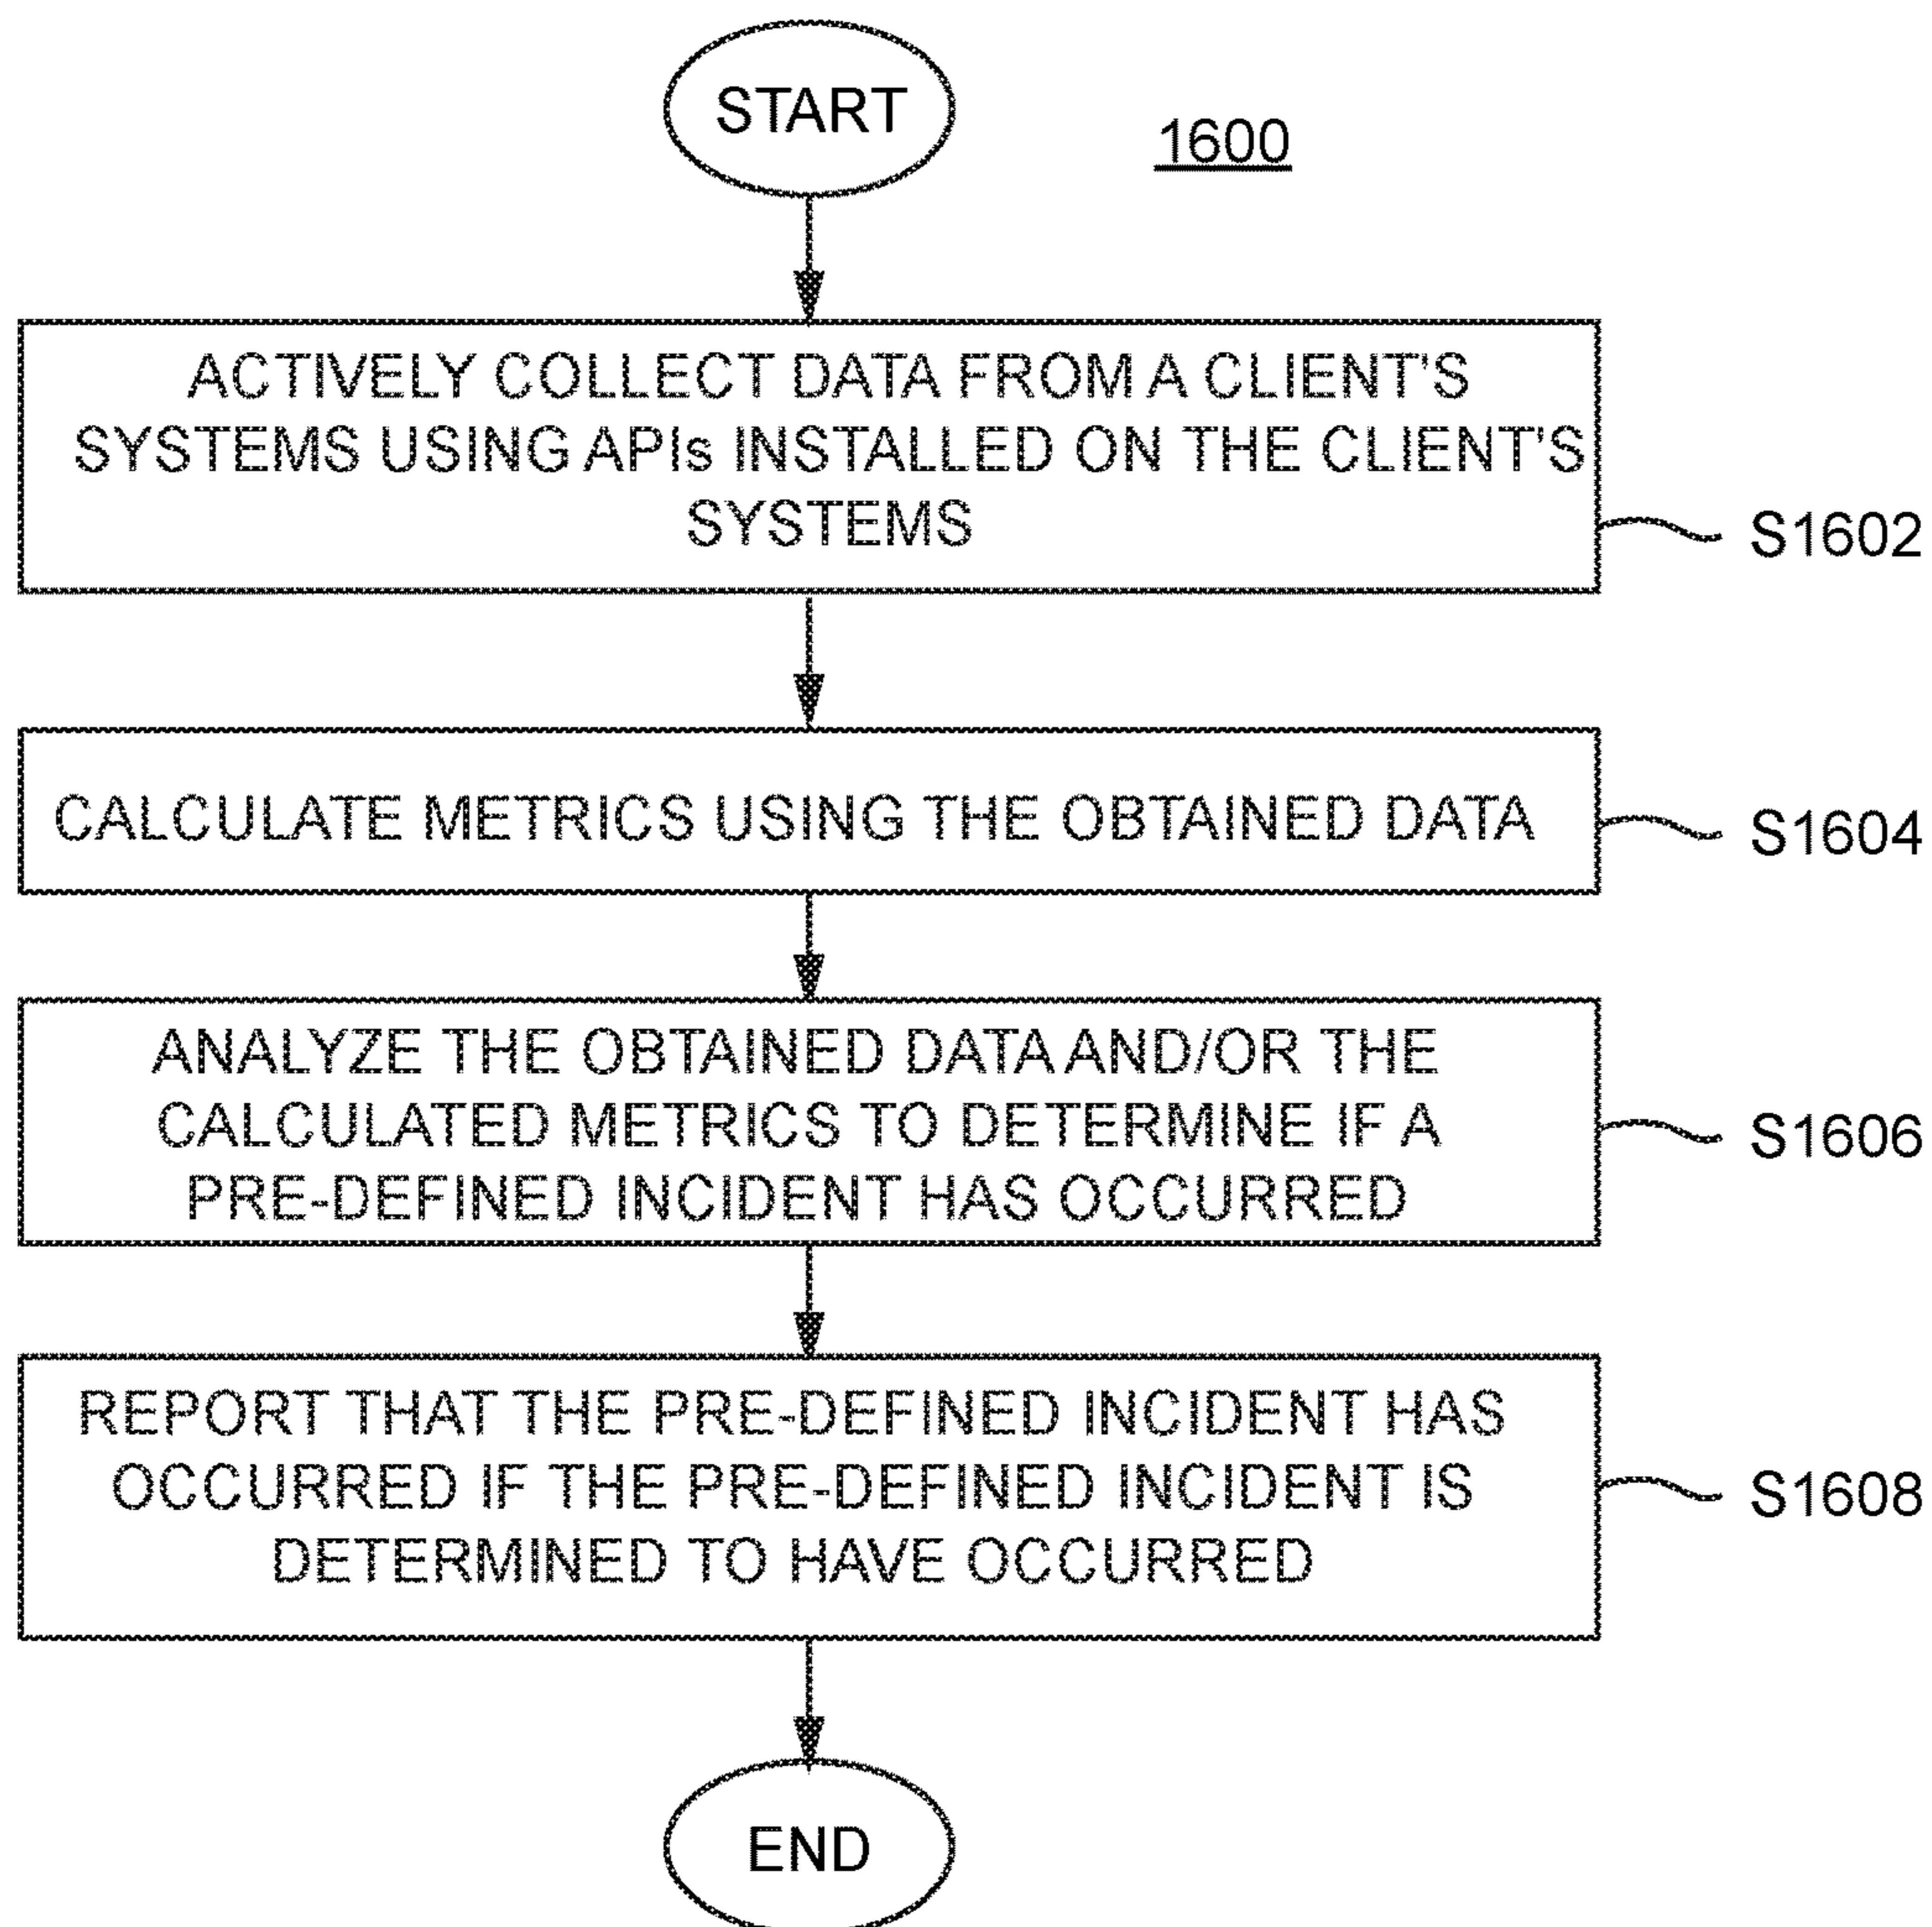 START
1600
ACTIVELY COLLECT DATA FROM A CLIENT'S
SYSTEMS USING APIs INSTALLED ON THE CLIENT'S
SYSTEMS
S1602
CALCULATE METRICS USING THE OBTAINED DATA
S1604
ANALYZE THE OBTAINED DATA AND/OR THE
CALCULATED METRICS TO DETERMINE IF A
PRE-DEFINED INCIDENT HAS OCCURRED
S1606
REPORT THAT THE PRE-DEFINED INCIDENT HAS
OCCURRED IF THE PRE-DEFINED INCIDENT IS
DETERMINED TO HAVE OCCURRED
S1608
END